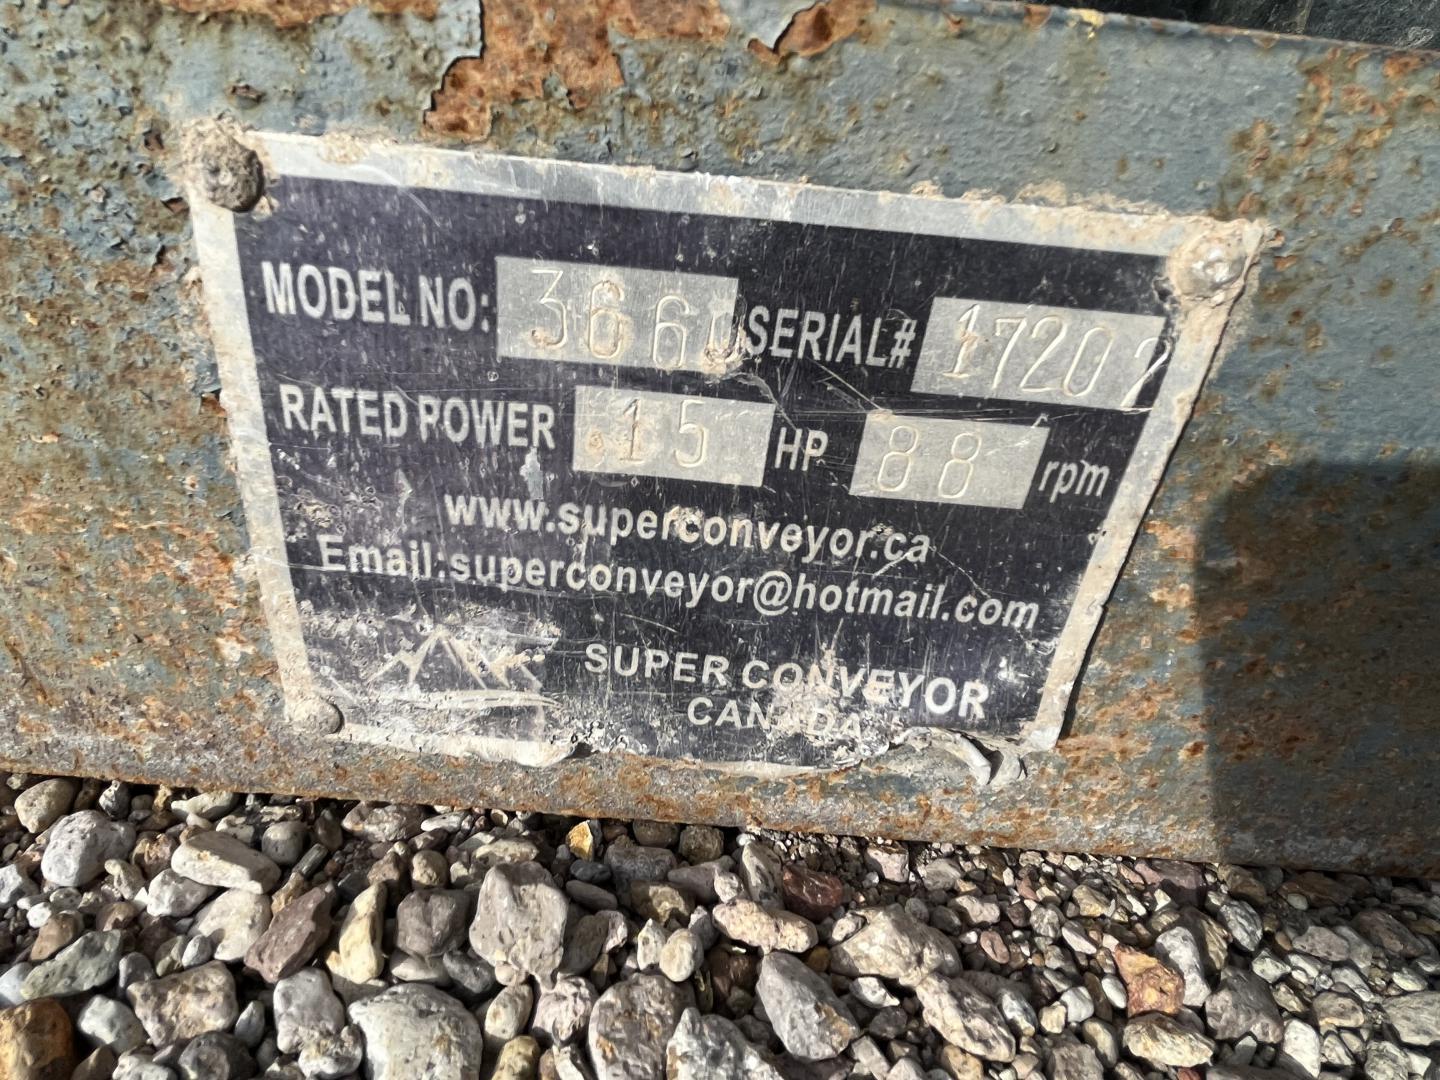 MODEL NO: 3660 SERIAL# 17202
RATED POWER 15 HP 88 rpm
www.superconveyor.ca
Email:superconveyor@hotmail.com
SUPER CONVEYOR
CANADA